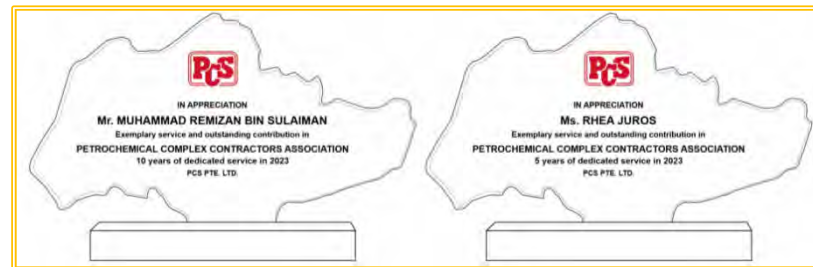 PCS
IN APPRECIATION
Mr. MUHAMMAD REMIZAN BIN SULAIMAN
Exemplary service and outstanding contribution in
PETROCHEMICAL COMPLEX CONTRACTORS ASSOCIATION
10 years of dedicated service in 2023
PCS PTE. LTD.
PCS
IN APPRECIATION
Ms. RHEA JUROS
Exemplary service and outstanding contribution in
PETROCHEMICAL COMPLEX CONTRACTORS ASSOCIATION
5 years of dedicated service in 2023
PCS PTE. LTD.